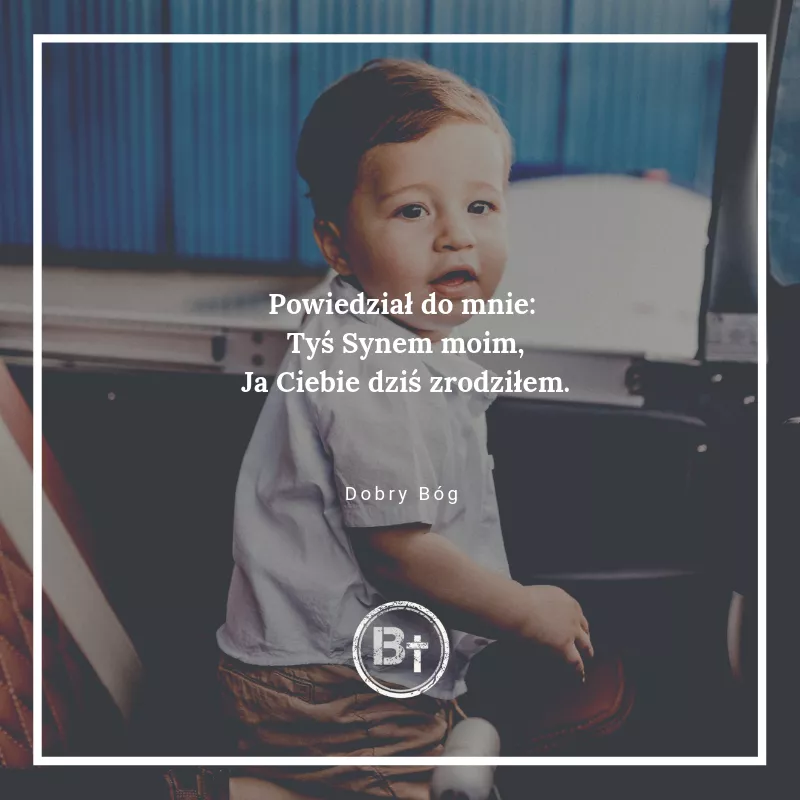 Powiedział do mnie:
Tyś Synem moim,
Ja Ciebie dziś zrodziłem.
Dobry Bóg
Bt